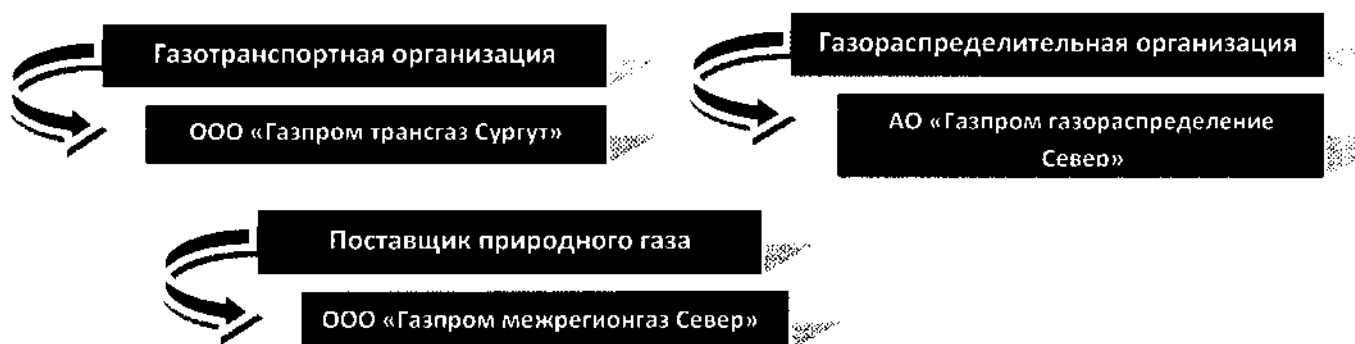 Газотранспортная организация
ООО «Газпром трансгаз Сургут»
Газораспределительная организация
АО «Газпром газораспределение
Север»
Поставщик природного газа
ООО «Газпром межрегионгаз Север»